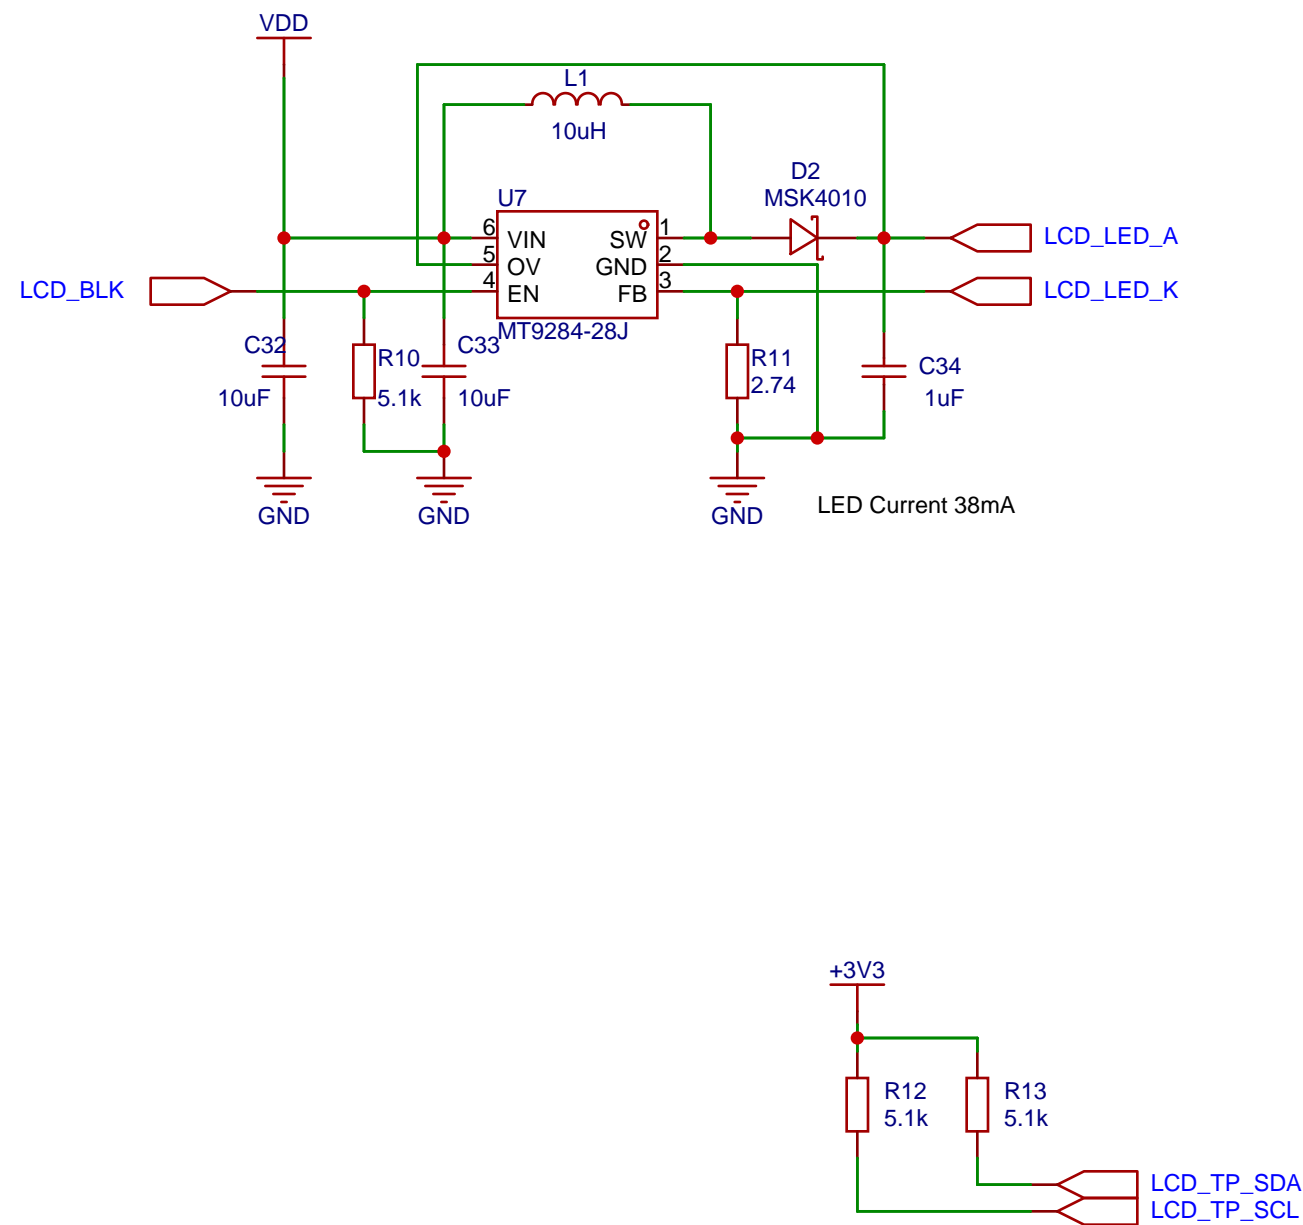 VDD
L1
10uH
D2
MSK4010
U7
6 VIN SW 1
5 OV GND 2
4 EN FB 3
MT9284-28J
LCD_LED_A
LCD_BLK
LCD_LED_K
C32
10uF
R10
5.1k
C33
10uF
R11
2.74
C34
1uF
GND
GND
GND
LED Current 38mA
+3V3
R12
5.1k
R13
5.1k
LCD_TP_SDA
LCD_TP_SCL